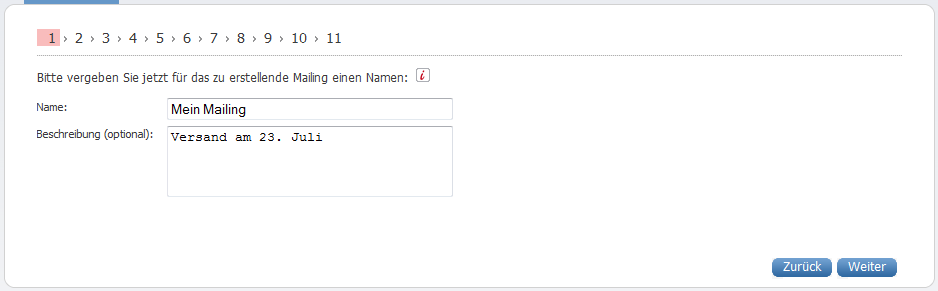 1 › 2 › 3 › 4 › 5 › 6 › 7 › 8 › 9 › 10 › 11
Bitte vergeben Sie jetzt für das zu erstellende Mailing einen Namen: i
Name: Mein Mailing
Beschreibung (optional): Versand am 23. Juli
Zurück Weiter